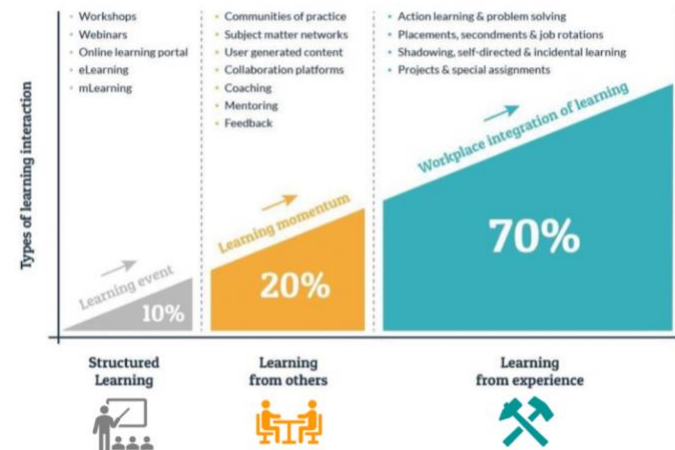 Workshops
Webinars
Online learning portal
eLearning
mLearning
Communities of practice
Subject matter networks
User generated content
Collaboration platforms
Coaching
Mentoring
Feedback
Action learning & problem solving
Placements, secondments & job rotations
Shadowing, self-directed & incidental learning
Projects & special assignments
Types of learning interaction
Learning event
10%
Learning momentum
20%
Workplace integration of learning
70%
Structured
Learning
Learning
from others
Learning
from experience